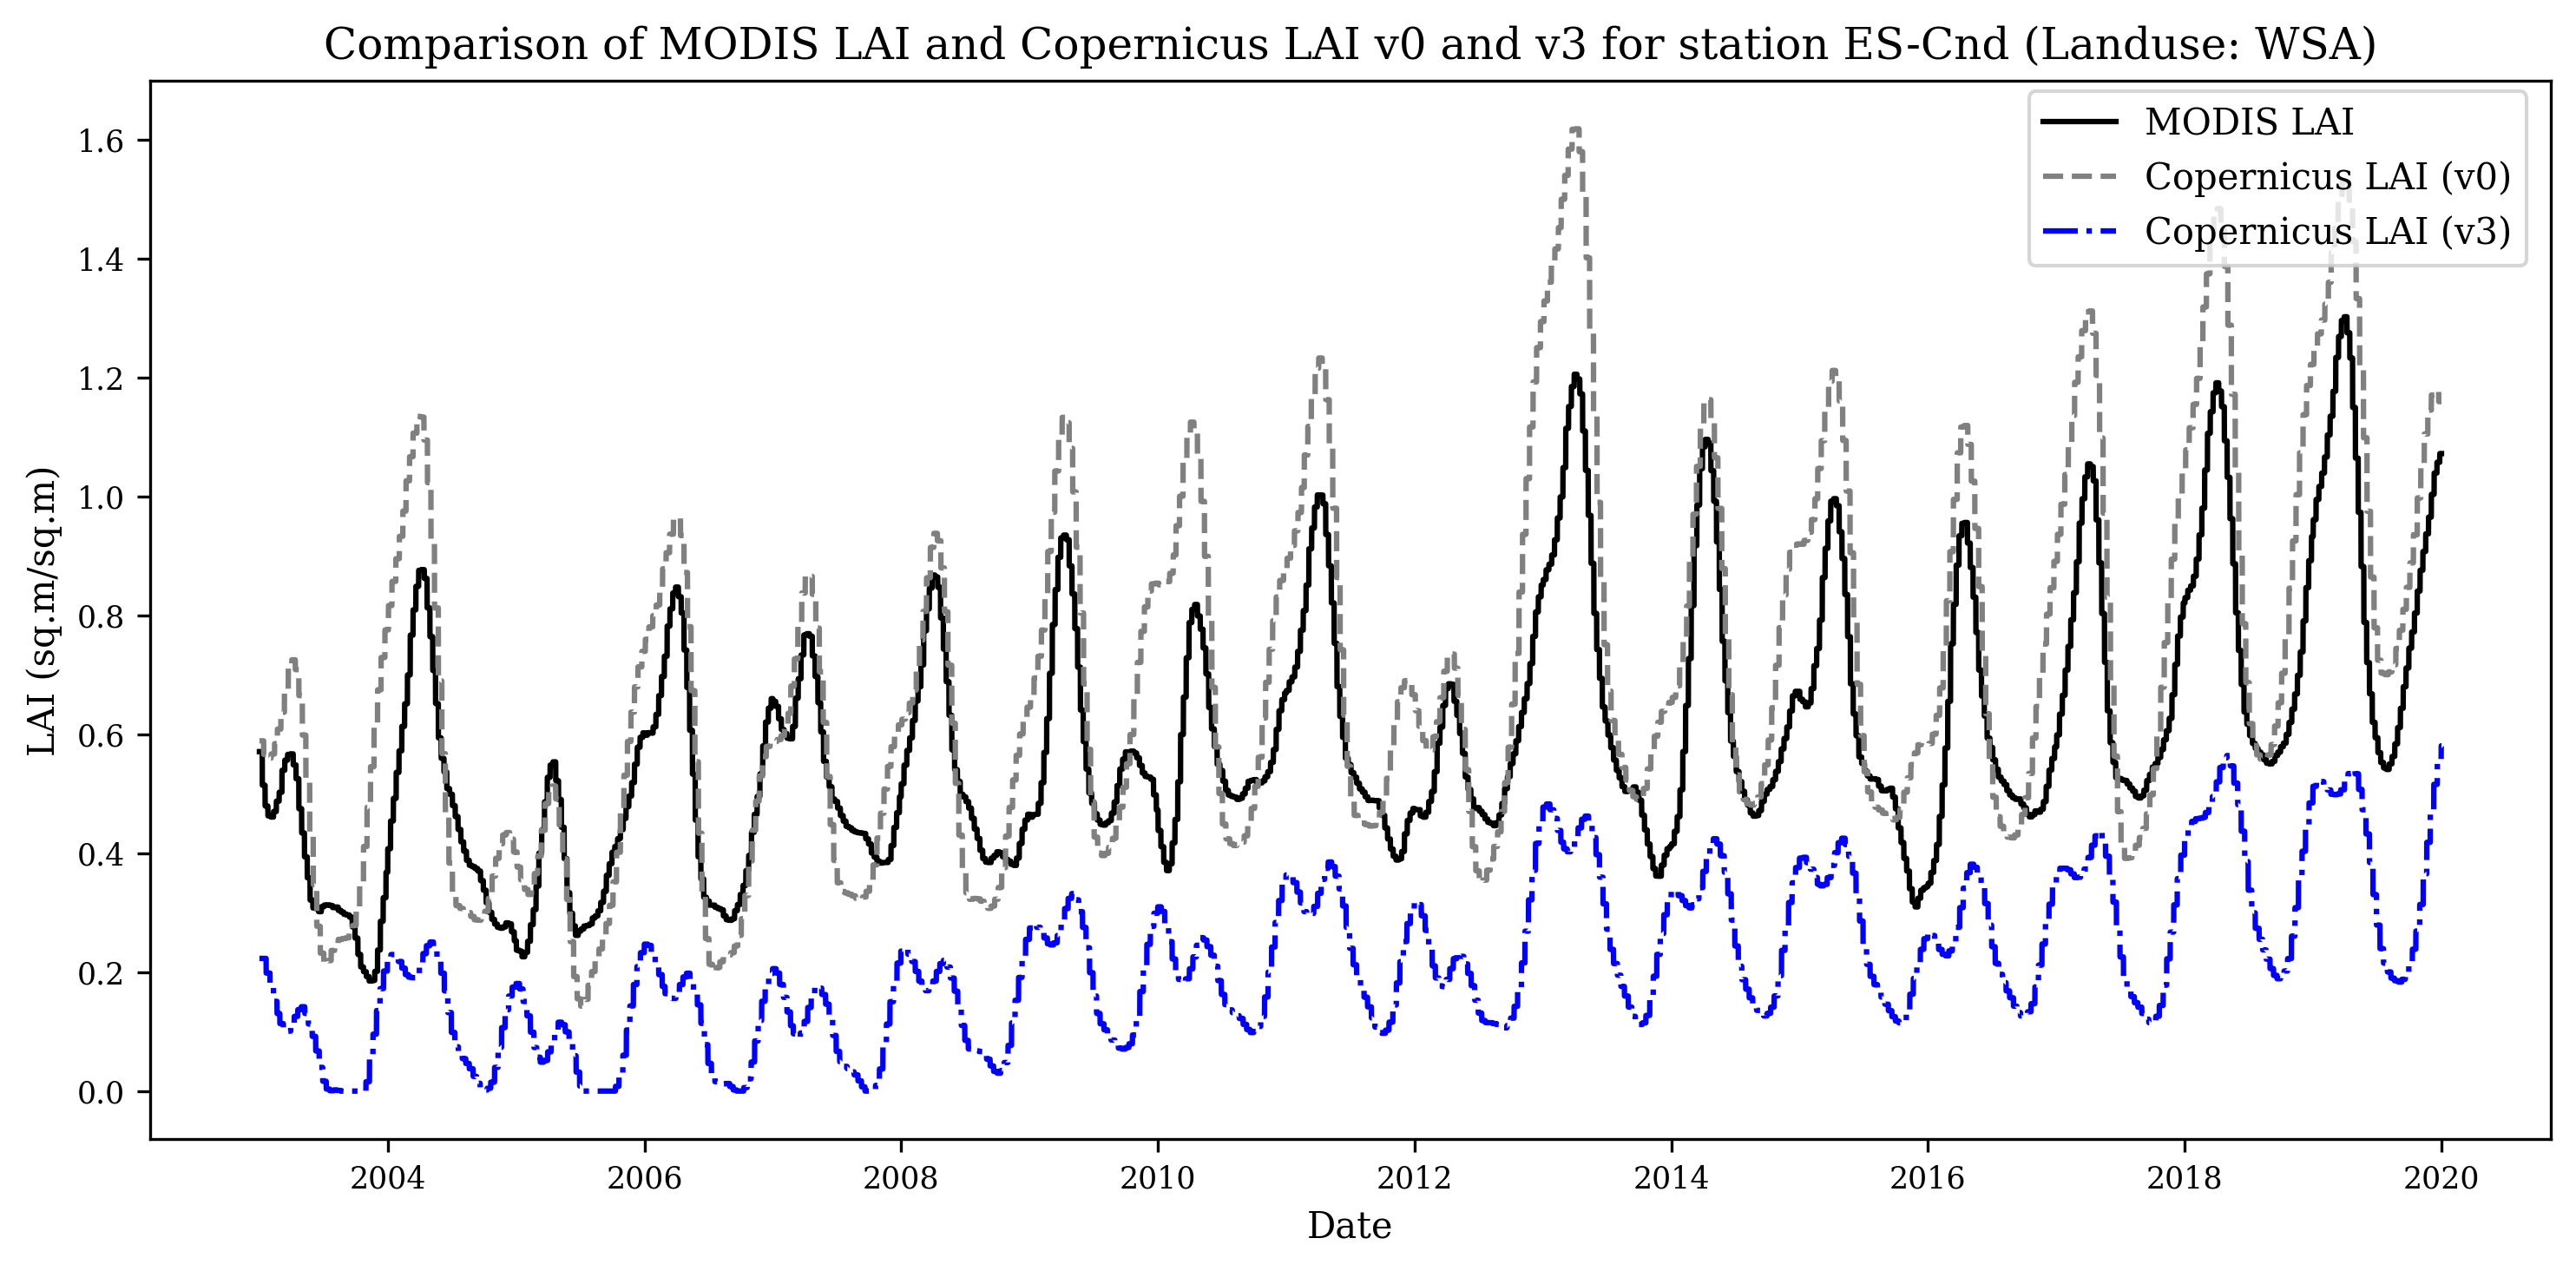 Comparison of MODIS LAI and Copernicus LAI v0 and v3 for station ES-Cnd (Landuse: WSA)
MODIS LAI
Copernicus LAI (v0)
Copernicus LAI (v3)
LAI (sq.m/sq.m)
1.6
1.4
1.2
1.0
0.8
0.6
0.4
0.2
0.0
2004 2006 2008 2010 2012 2014 2016 2018 2020
Date